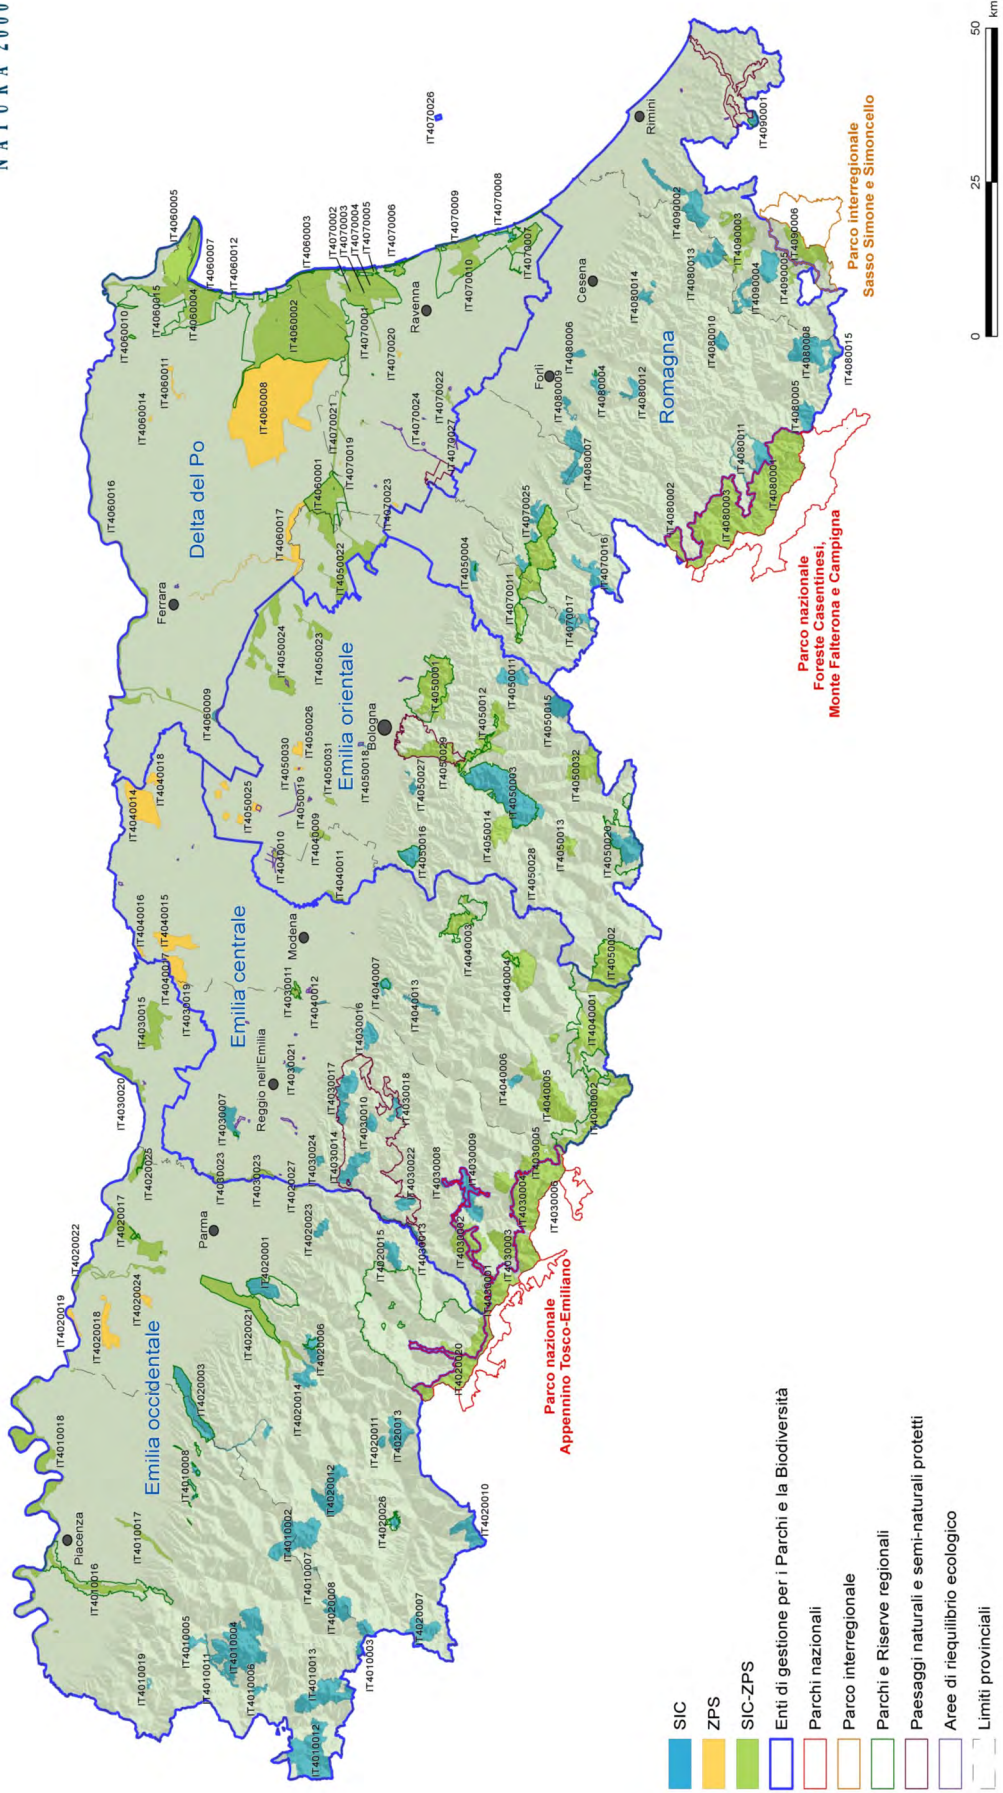 NATURA 2000
IT4010018
Piacenza
IT4010016
IT4010017
IT4010019
IT4010005
IT4010011
IT4010004
IT4010006
IT4010013
IT4010012
IT4010003
IT4010008
IT4010002
IT4010007
IT4020008
IT4020007
IT4020010
IT4020026
IT4020012
IT4020011
IT4020013
IT4020003
IT4020014
IT4020006
IT4020021
IT4020001
IT4020020
Emilia occidentale
IT4020019
IT4020018
IT4020024
IT4020022
IT4020017
IT4020025
Parma
IT4020023
IT4020015
IT4020027
IT4030013
IT4030023
IT4030023
IT4030024
IT4030007
Reggio nell'Emilia
IT4030021
IT4030020
IT4030014
IT4030010
IT4030017
IT4030018
IT4030022
IT4030016
IT4030008
IT4030009
IT4030002
IT4030001
IT4030003
IT4030004
IT4030005
IT4030006
Emilia centrale
IT4030015
IT4030019
IT4040017
IT4040015
IT4040016
Modena
IT4030011
IT4040012
IT4040007
IT4040013
IT4040003
IT4040004
IT4040006
IT4040005
IT4040002
IT4040001
IT4040014
IT4040018
IT4040010
IT4040009
IT4040011
Emilia orientale
IT4050025
IT4050019
IT4050030
IT4050026
IT4050031
IT4050018
Bologna
IT4050024
IT4050023
IT4050022
IT4050016
IT4050027
IT4050029
IT4050001
IT4050003
IT4050014
IT4050013
IT4050028
IT4050002
IT4050020
IT4050032
IT4050015
IT4050012
IT4050011
IT4050004
Delta del Po
Ferrara
IT4060009
IT4060016
IT4060017
IT4060001
IT4060014
IT4060011
IT4060008
IT4060010
IT4060015
IT4060004
IT4060005
IT4060007
IT4060012
IT4060002
IT4060003
IT4070002
IT4070003
IT4070004
IT4070005
IT4070006
IT4070001
IT4070009
IT4070008
IT4070007
IT4070010
Ravenna
IT4070020
IT4070021
IT4070019
IT4070023
IT4070024
IT4070022
IT4070027
IT4070026
IT4070025
IT4070011
IT4070017
IT4070016
Romagna
Forlì
Cesena
Rimini
IT4080007
IT4080009
IT4080006
IT4080004
IT4080012
IT4080014
IT4080013
IT4080010
IT4080008
IT4080015
IT4080005
IT4080011
IT4080001
IT4080003
IT4080002
IT4090001
IT4090002
IT4090003
IT4090004
IT4090005
IT4090006
Parco nazionale
Appennino Tosco-Emiliano
Parco nazionale
Foreste Casentinesi,
Monte Falterona e Campigna
Parco interregionale
Sasso Simone e Simoncello
SIC
ZPS
SIC-ZPS
Enti di gestione per i Parchi e la Biodiversità
Parchi nazionali
Parco interregionale
Parchi e Riserve regionali
Paesaggi naturali e semi-naturali protetti
Aree di riequilibrio ecologico
Limiti provinciali
0 25 50
km